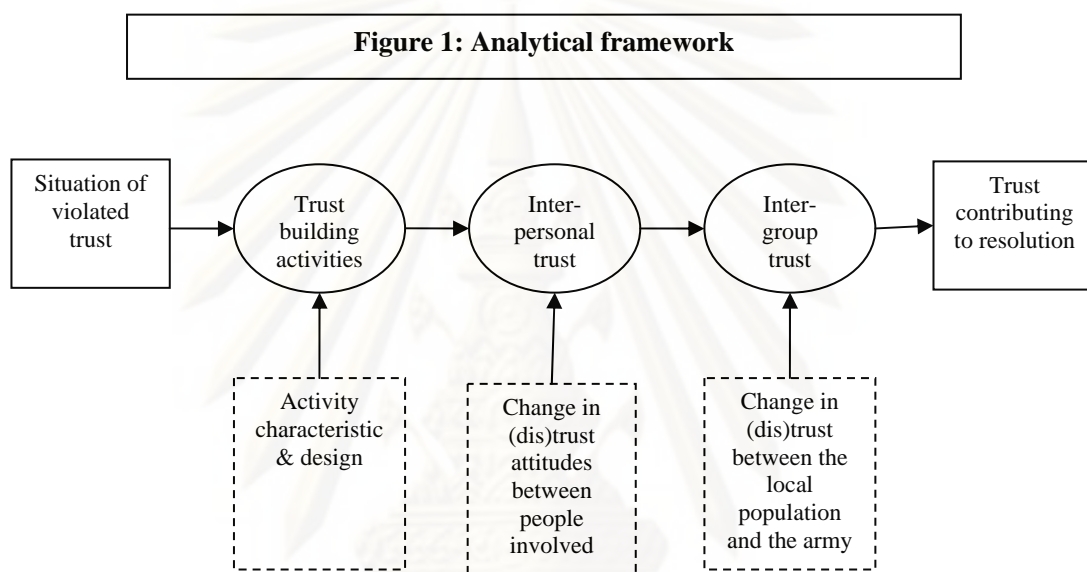 Figure 1: Analytical framework
Situation of
violated
trust
Trust
building
activities
Inter-
personal
trust
Inter-
group
trust
Trust
contributing
to resolution
Activity
characteristic
& design
Change in
(dis)trust
attitudes
between
people
involved
Change in
(dis)trust
between the
local
population
and the army